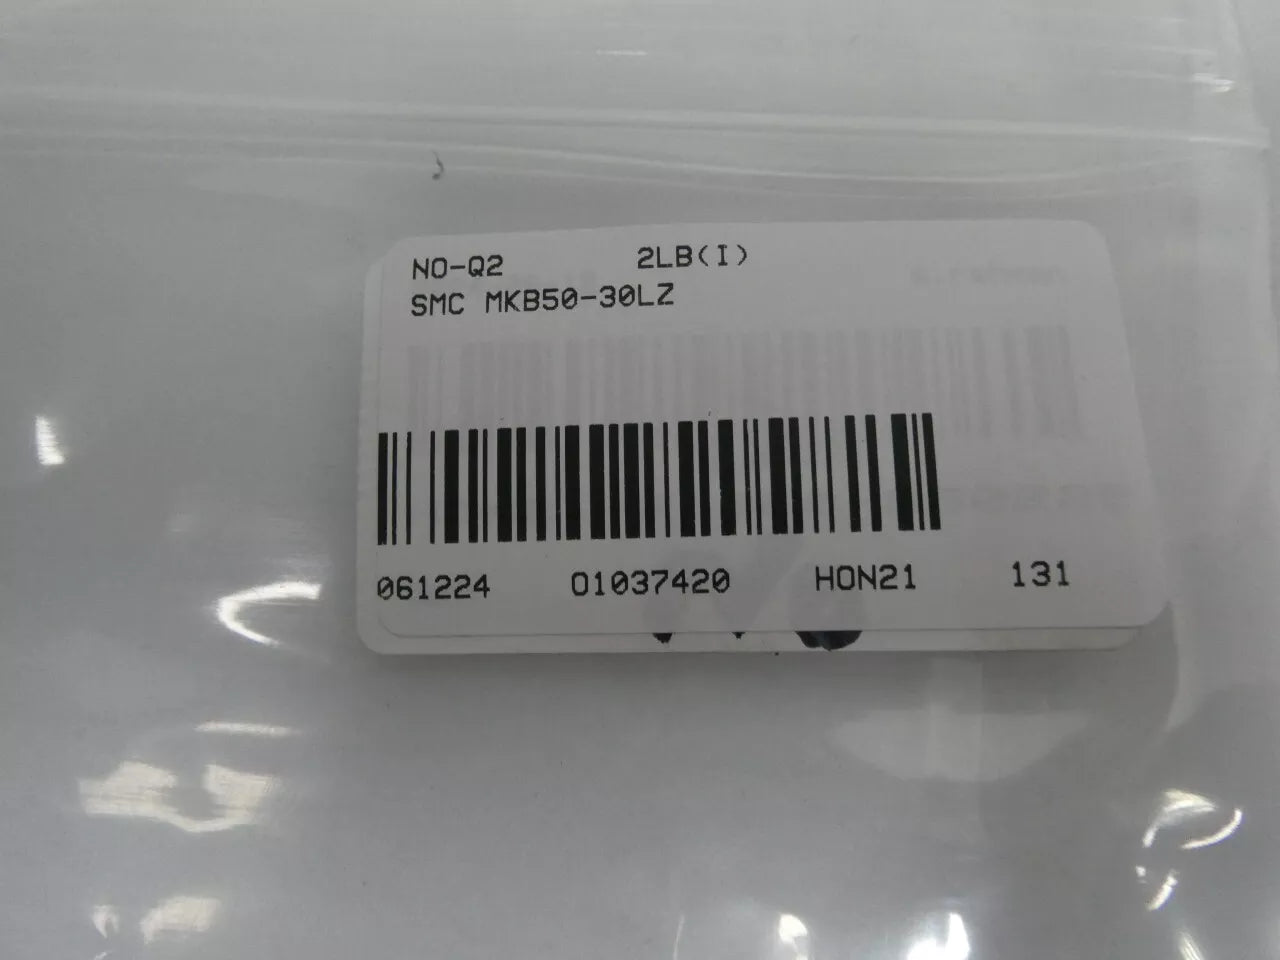 NO-Q2 2LB(I)
SMC MKB50-30LZ
061224 01037420 HON21 131